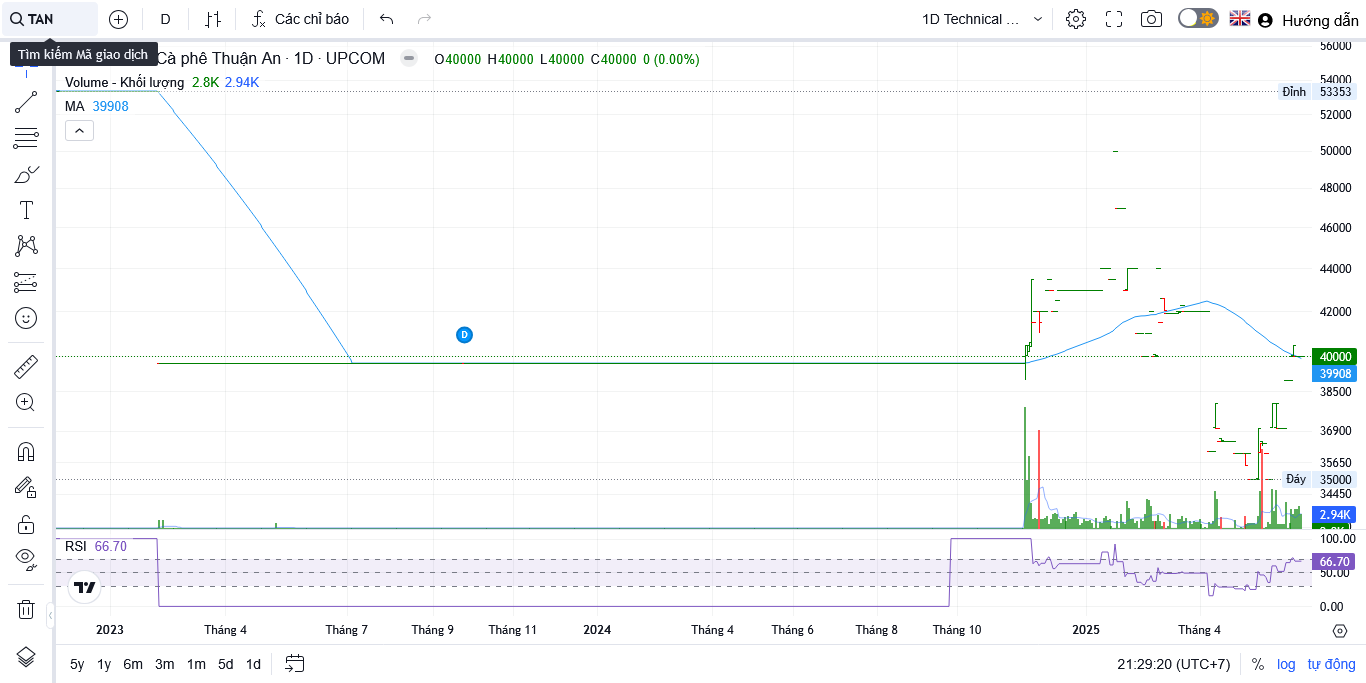 TAN
D
Các chỉ báo
1D Technical ...
Hướng dẫn
Tìm kiếm Mã giao dịch
Cà phê Thuận An · 1D · UPCOM
O40000 H40000 L40000 C40000 0 (0.00%)
Volume - Khối lượng 2.8K 2.94K
MA 39908
56000
54000
Đỉnh 53353
52000
50000
48000
46000
44000
42000
D
40000
39908
38500
36900
35650
Đáy 35000
34450
2.94K
RSI 66.70
100.00
66.70
50.00
0.00
2023 Tháng 4 Tháng 7 Tháng 9 Tháng 11 2024 Tháng 4 Tháng 6 Tháng 8 Tháng 10 2025 Tháng 4
5y 1y 6m 3m 1m 5d 1d
21:29:20 (UTC+7) % log tự động